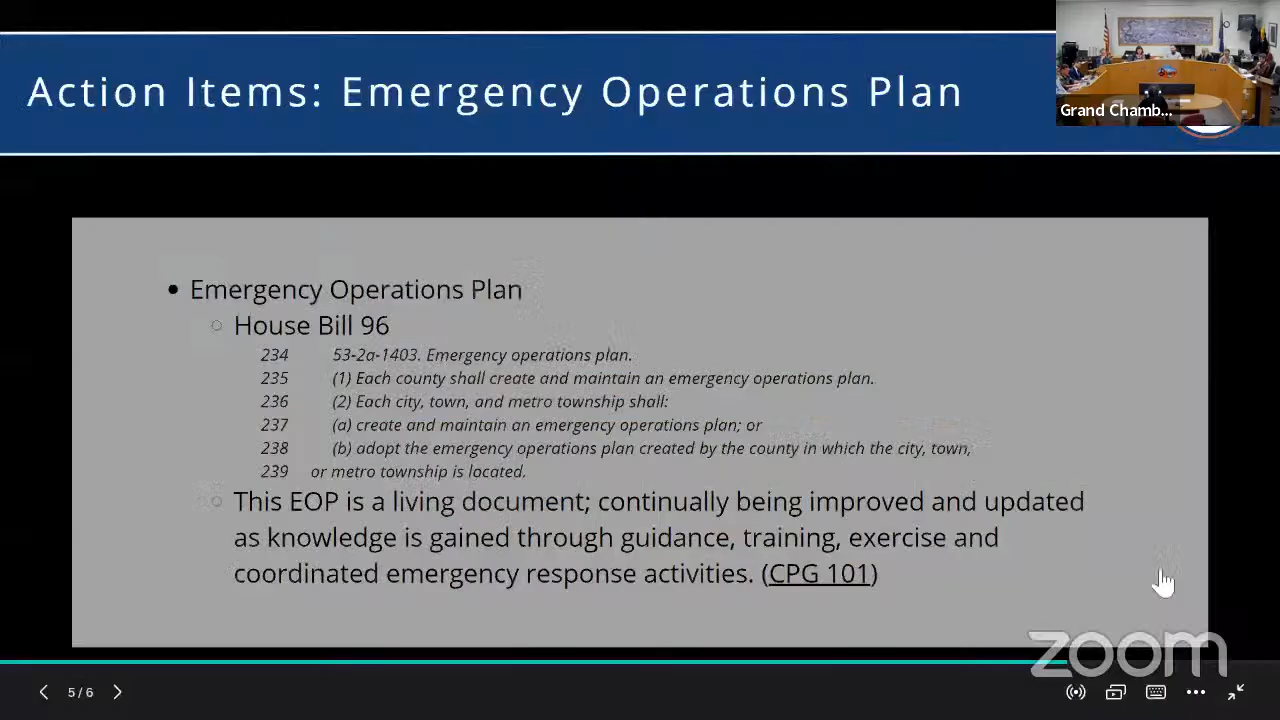 Action Items: Emergency Operations Plan
Grand Chamb...
• Emergency Operations Plan
○ House Bill 96
234 53-2a-1403. Emergency operations plan.
235 (1) Each county shall create and maintain an emergency operations plan.
236 (2) Each city, town, and metro township shall:
237 (a) create and maintain an emergency operations plan; or
238 (b) adopt the emergency operations plan created by the county in which the city, town,
239 or metro township is located.
○ This EOP is a living document; continually being improved and updated
as knowledge is gained through guidance, training, exercise and
coordinated emergency response activities. (CPG 101)
zoom
5/6